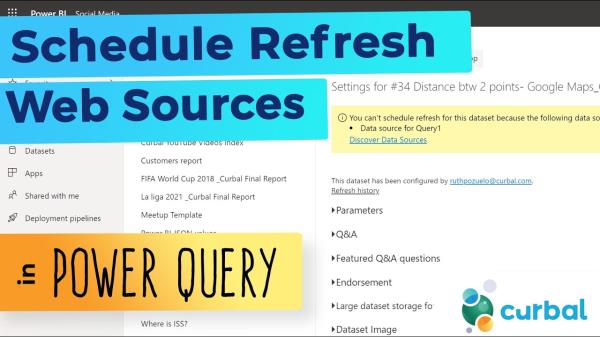 Power BI Social Media
Schedule Refresh
Web Sources
in POWER QUERY
Datasets
Apps
Shared with me
Deployment pipelines
Curbal YouTube Videos Index
Customers report
FIFA World Cup 2018 _Curbal Final Report
La liga 2021 _Curbal Final Report
Meetup Template
Power BI JSON values
Where is ISS?
Settings for #34 Distance btw 2 points- Google Maps_
You can't schedule refresh for this dataset because the following data so
• Data source for Query1
Discover Data Sources
This dataset has been configured by ruthpozuelo@curbal.com.
Refresh history
Parameters
Q&A
Featured Q&A questions
Endorsement
Large dataset storage fo
Dataset Image
curbal